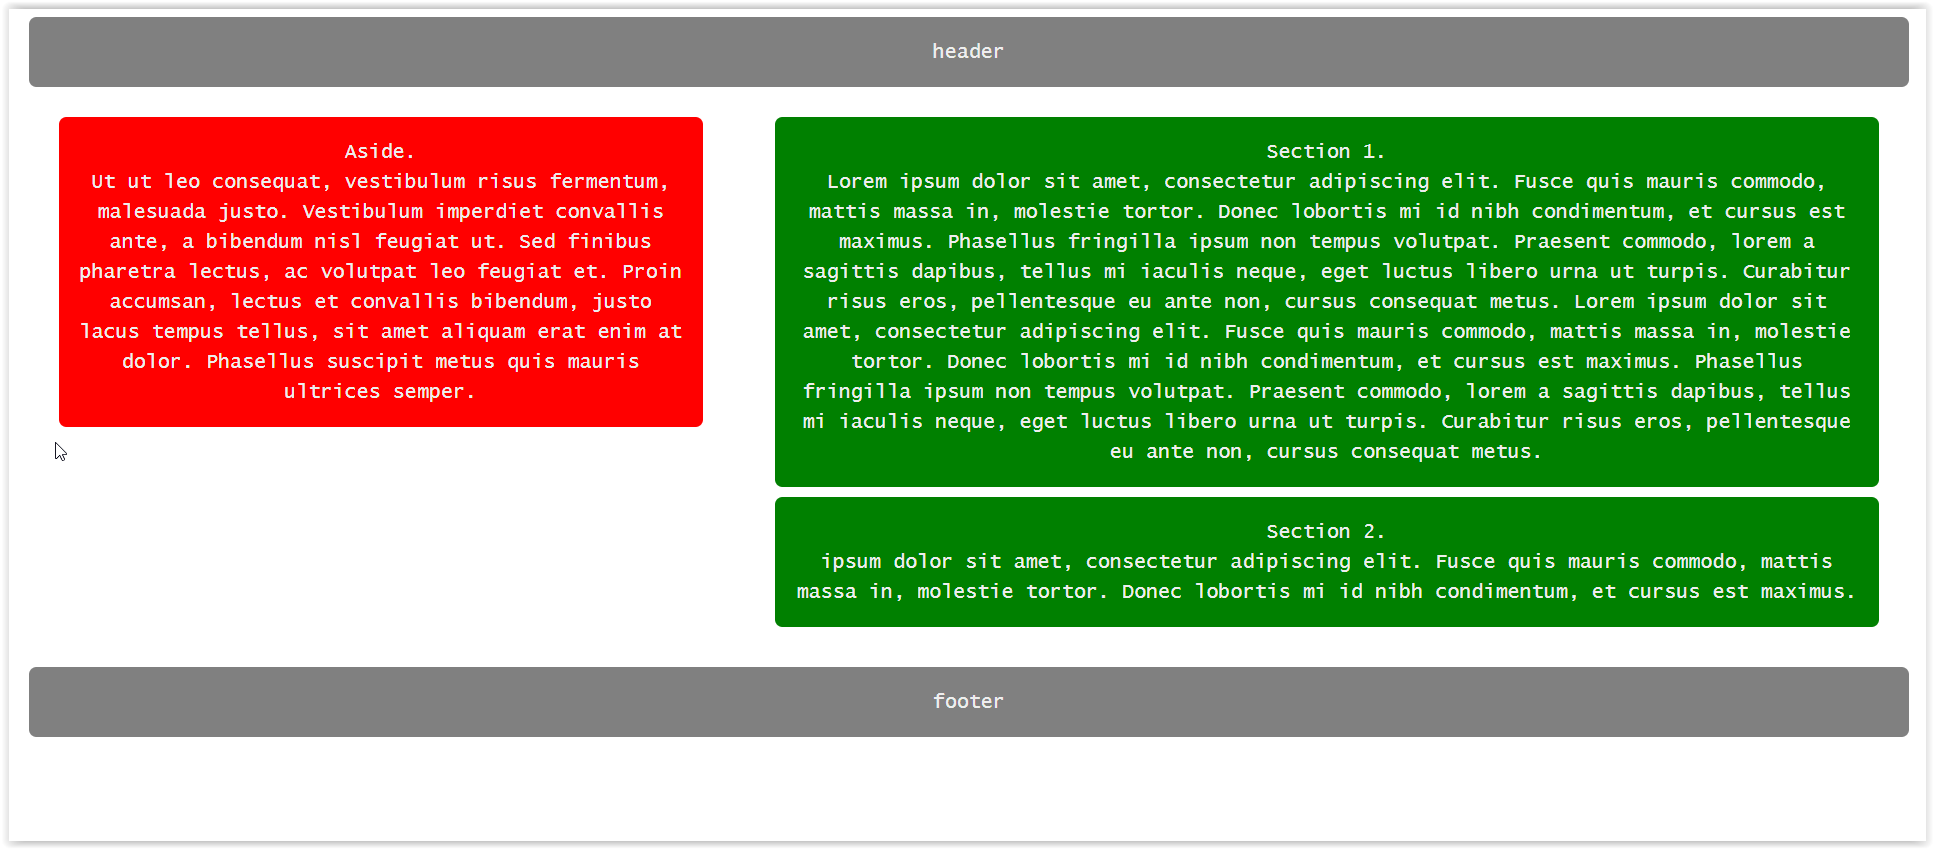 header
Aside.
Ut ut leo consequat, vestibulum risus fermentum,
malesuada justo. Vestibulum imperdiet convallis
ante, a bibendum nisl feugiat ut. Sed finibus
pharetra lectus, ac volutpat leo feugiat et. Proin
accumsan, lectus et convallis bibendum, justo
lacus tempus tellus, sit amet aliquam erat enim at
dolor. Phasellus suscipit metus quis mauris
ultrices semper.
Section 1.
Lorem ipsum dolor sit amet, consectetur adipiscing elit. Fusce quis mauris commodo,
mattis massa in, molestie tortor. Donec lobortis mi id nibh condimentum, et cursus est
maximus. Phasellus fringilla ipsum non tempus volutpat. Praesent commodo, lorem a
sagittis dapibus, tellus mi iaculis neque, eget luctus libero urna ut turpis. Curabitur
risus eros, pellentesque eu ante non, cursus consequat metus. Lorem ipsum dolor sit
amet, consectetur adipiscing elit. Fusce quis mauris commodo, mattis massa in, molestie
tortor. Donec lobortis mi id nibh condimentum, et cursus est maximus. Phasellus
fringilla ipsum non tempus volutpat. Praesent commodo, lorem a sagittis dapibus, tellus
mi iaculis neque, eget luctus libero urna ut turpis. Curabitur risus eros, pellentesque
eu ante non, cursus consequat metus.
Section 2.
ipsum dolor sit amet, consectetur adipiscing elit. Fusce quis mauris commodo, mattis
massa in, molestie tortor. Donec lobortis mi id nibh condimentum, et cursus est maximus.
footer